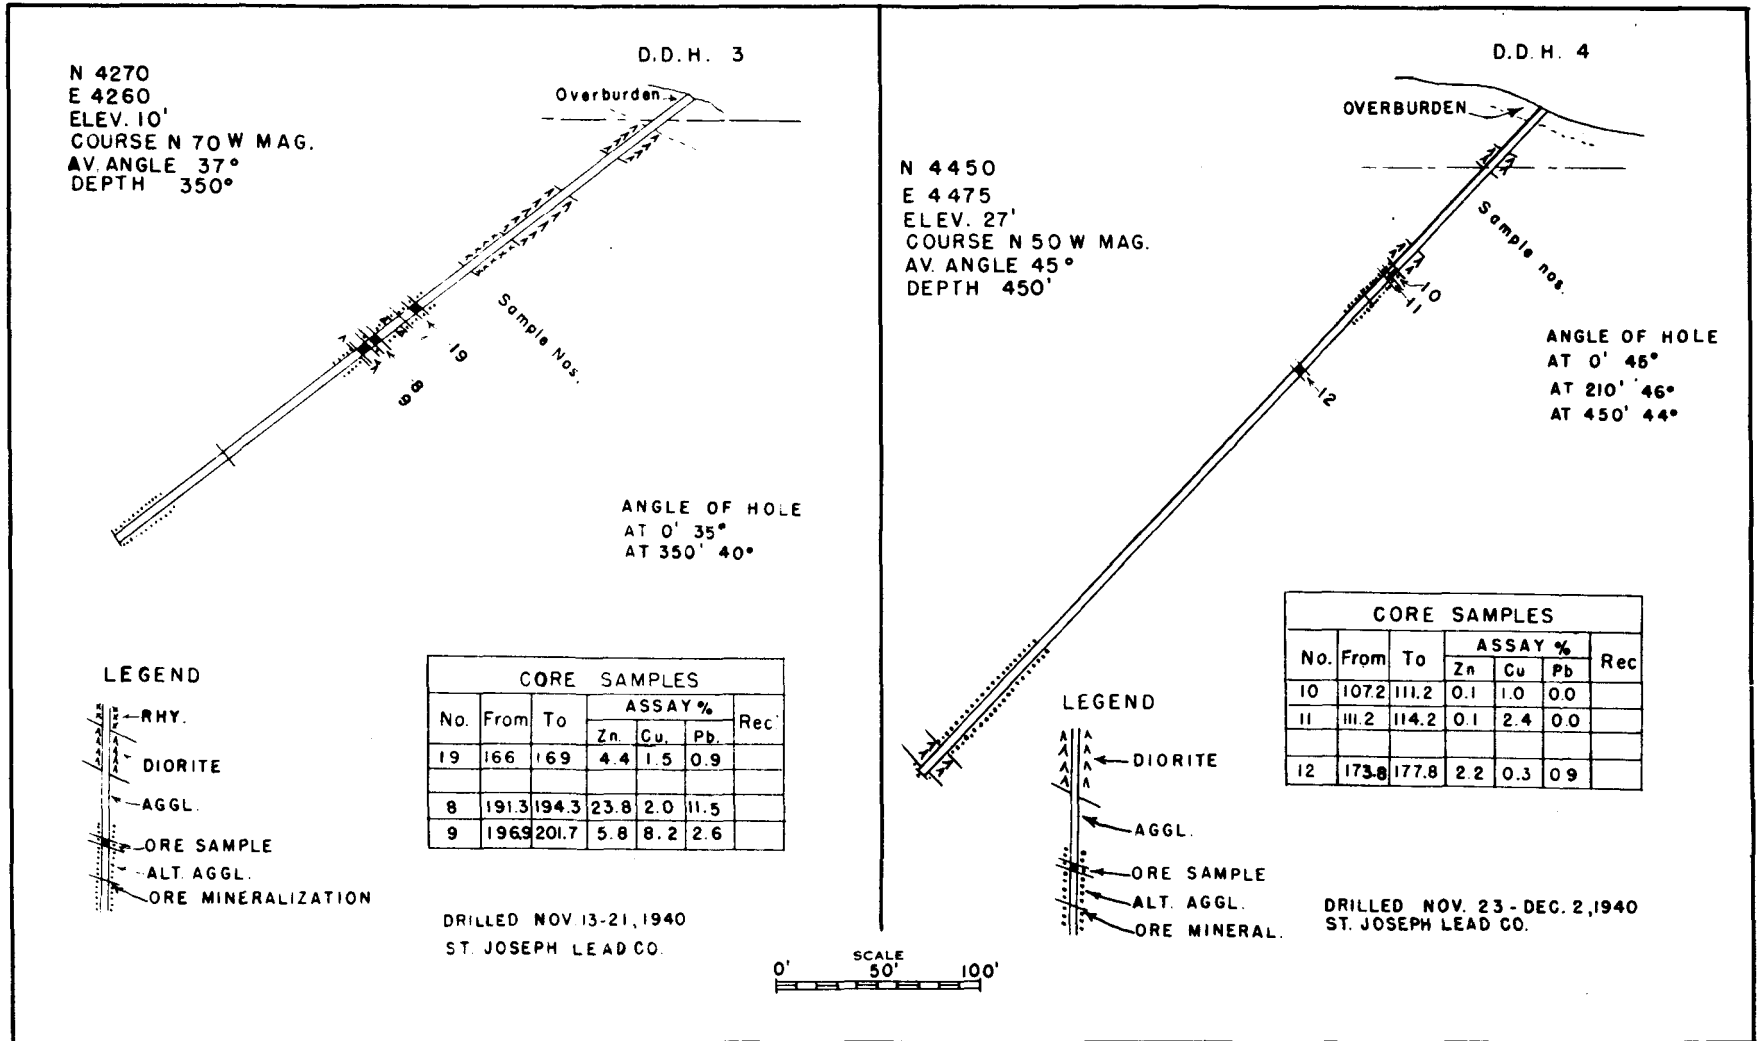 D.D.H. 3
N 4270
E 4260
ELEV. 10'
COURSE N 70 W MAG.
AV. ANGLE 37°
DEPTH 350°
Overburden
Sample Nos.
19
8
9
ANGLE OF HOLE
AT 0' 35°
AT 350' 40°
LEGEND
RHY.
DIORITE
AGGL.
ORE SAMPLE
ALT. AGGL.
ORE MINERALIZATION
CORE SAMPLES
No. From To ASSAY % Rec
Zn. Cu. Pb.
19 166 169 4.4 1.5 0.9
8 191.3 194.3 23.8 2.0 11.5
9 196.9 201.7 5.8 8.2 2.6
DRILLED NOV. 13-21, 1940
ST. JOSEPH LEAD CO.
D.D.H. 4
N 4450
E 4475
ELEV. 27'
COURSE N 50 W MAG.
AV. ANGLE 45°
DEPTH 450'
OVERBURDEN
Sample nos.
10
11
12
ANGLE OF HOLE
AT 0' 45°
AT 210' 46°
AT 450' 44°
CORE SAMPLES
No. From To ASSAY % Rec
Zn Cu Pb
10 107.2 111.2 0.1 1.0 0.0
11 111.2 114.2 0.1 2.4 0.0
12 173.8 177.8 2.2 0.3 0.9
LEGEND
DIORITE
AGGL.
ORE SAMPLE
ALT. AGGL.
ORE MINERAL.
DRILLED NOV. 23 - DEC. 2, 1940
ST. JOSEPH LEAD CO.
SCALE
0' 50' 100'